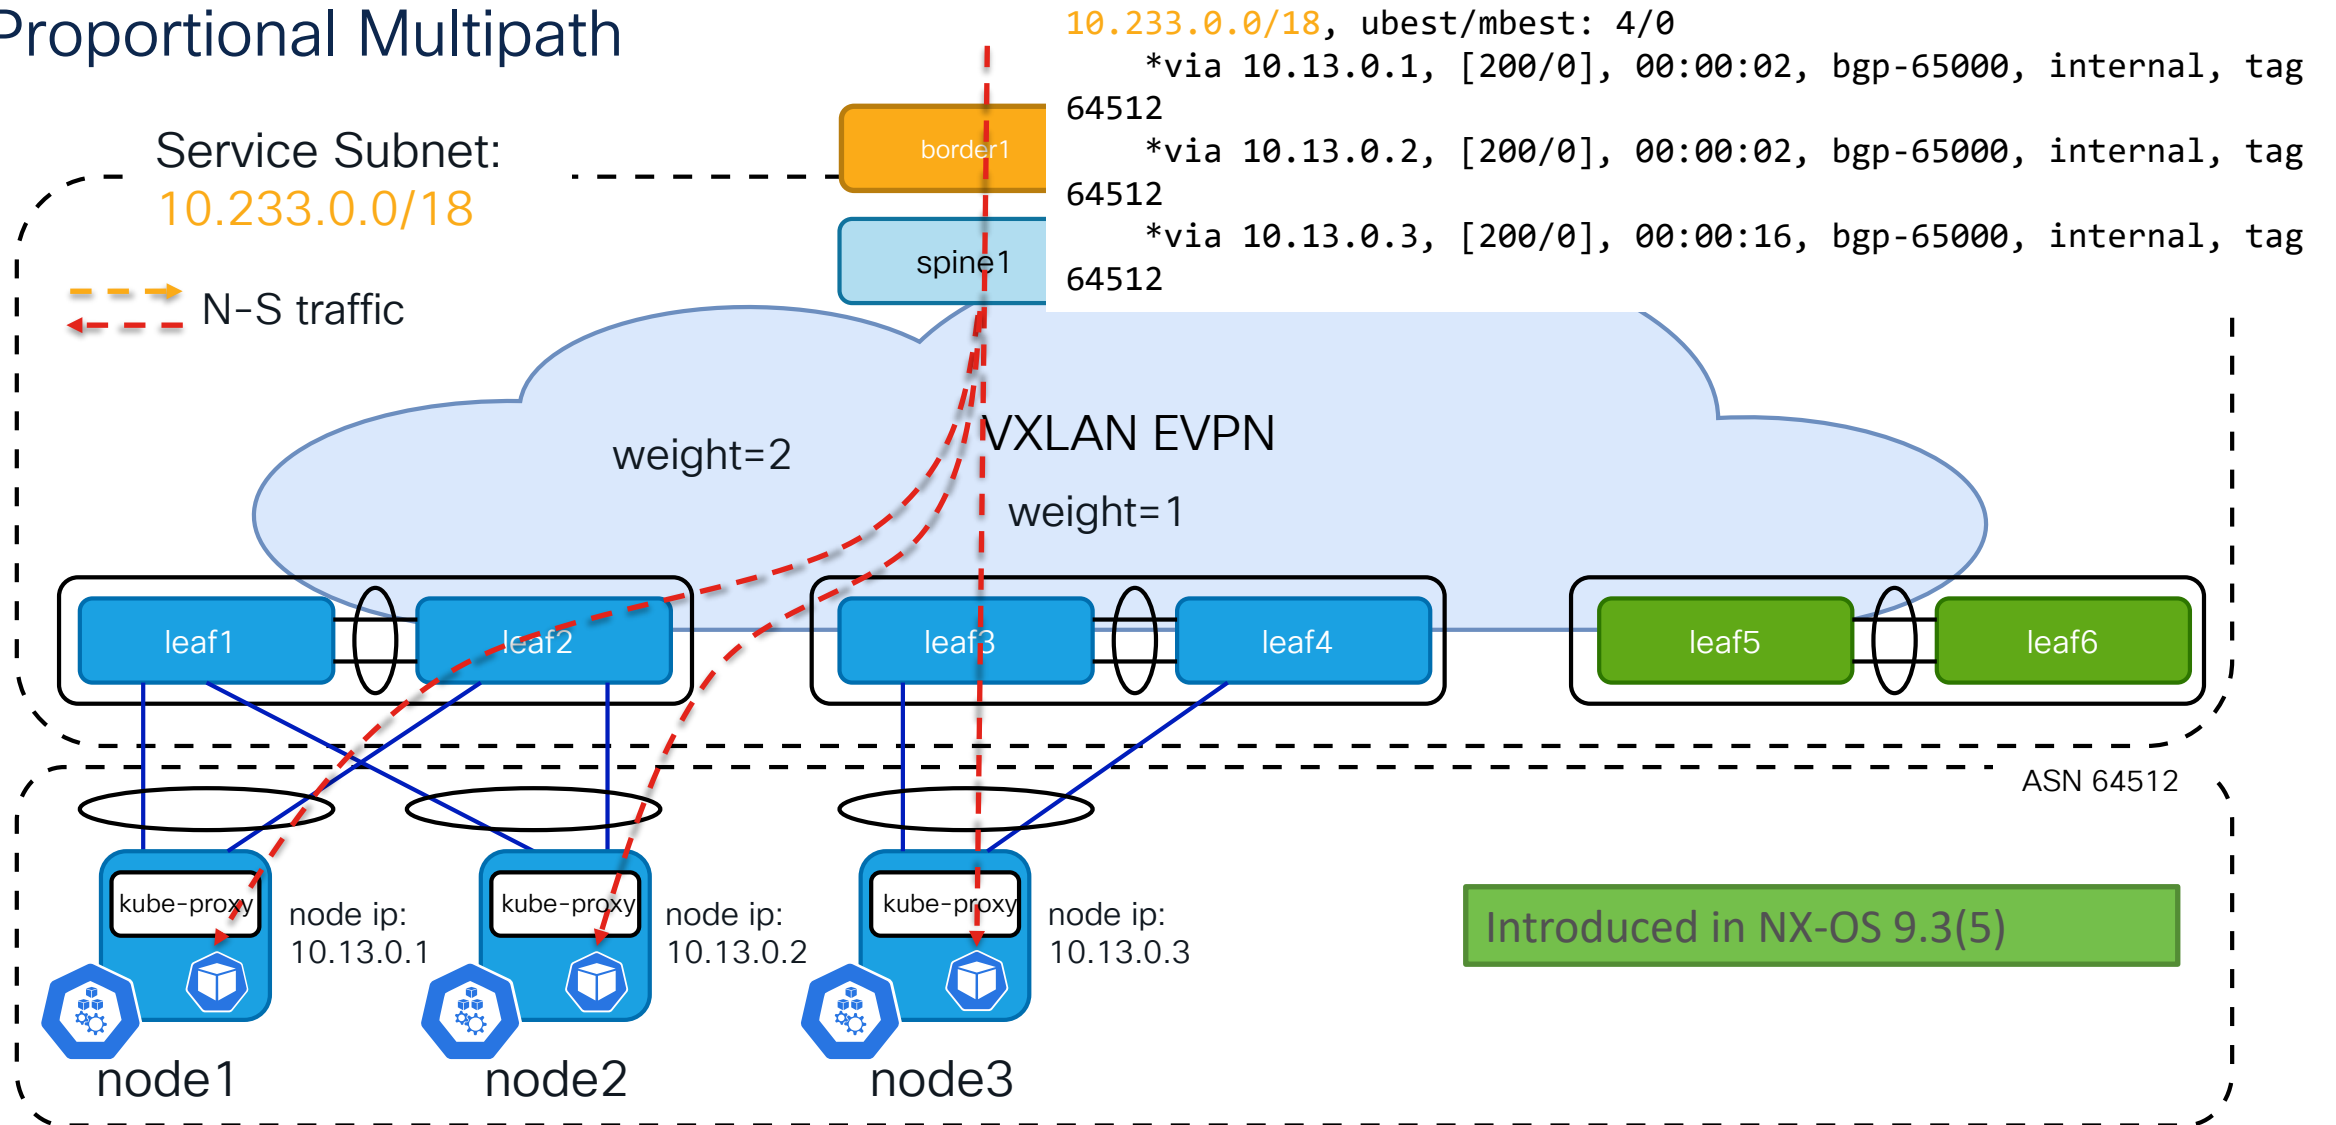 Proportional Multipath
10.233.0.0/18, ubest/mbest: 4/0
*via 10.13.0.1, [200/0], 00:00:02, bgp-65000, internal, tag
64512
*via 10.13.0.2, [200/0], 00:00:02, bgp-65000, internal, tag
64512
*via 10.13.0.3, [200/0], 00:00:16, bgp-65000, internal, tag
64512
Service Subnet:
10.233.0.0/18
N-S traffic
border1
spine1
VXLAN EVPN
weight=2
weight=1
leaf1
leaf2
leaf3
leaf4
leaf5
leaf6
ASN 64512
kube-proxy
node ip:
10.13.0.1
kube-proxy
node ip:
10.13.0.2
kube-proxy
node ip:
10.13.0.3
Introduced in NX-OS 9.3(5)
node1
node2
node3